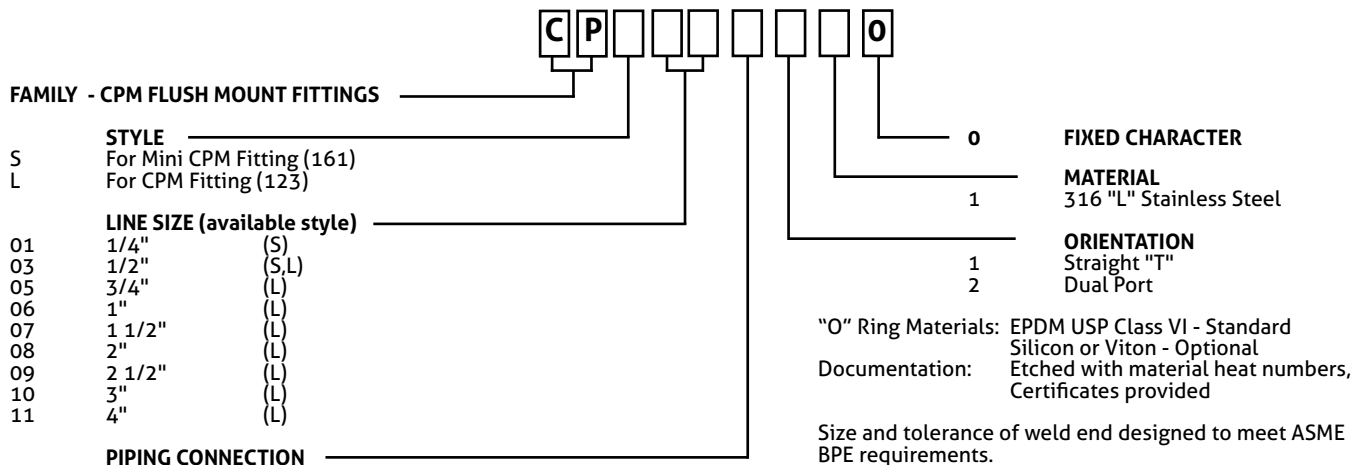 C P 0
FAMILY - CPM FLUSH MOUNT FITTINGS
STYLE
S For Mini CPM Fitting (161)
L For CPM Fitting (123)
LINE SIZE (available style)
01 1/4" (S)
03 1/2" (S,L)
05 3/4" (L)
06 1" (L)
07 1 1/2" (L)
08 2" (L)
09 2 1/2" (L)
10 3" (L)
11 4" (L)
PIPING CONNECTION
0 FIXED CHARACTER
MATERIAL
1 316 "L" Stainless Steel
ORIENTATION
1 Straight "T"
2 Dual Port
"O" Ring Materials: EPDM USP Class VI - Standard
Silicon or Viton - Optional
Documentation: Etched with material heat numbers,
Certificates provided
Size and tolerance of weld end designed to meet ASME
BPE requirements.